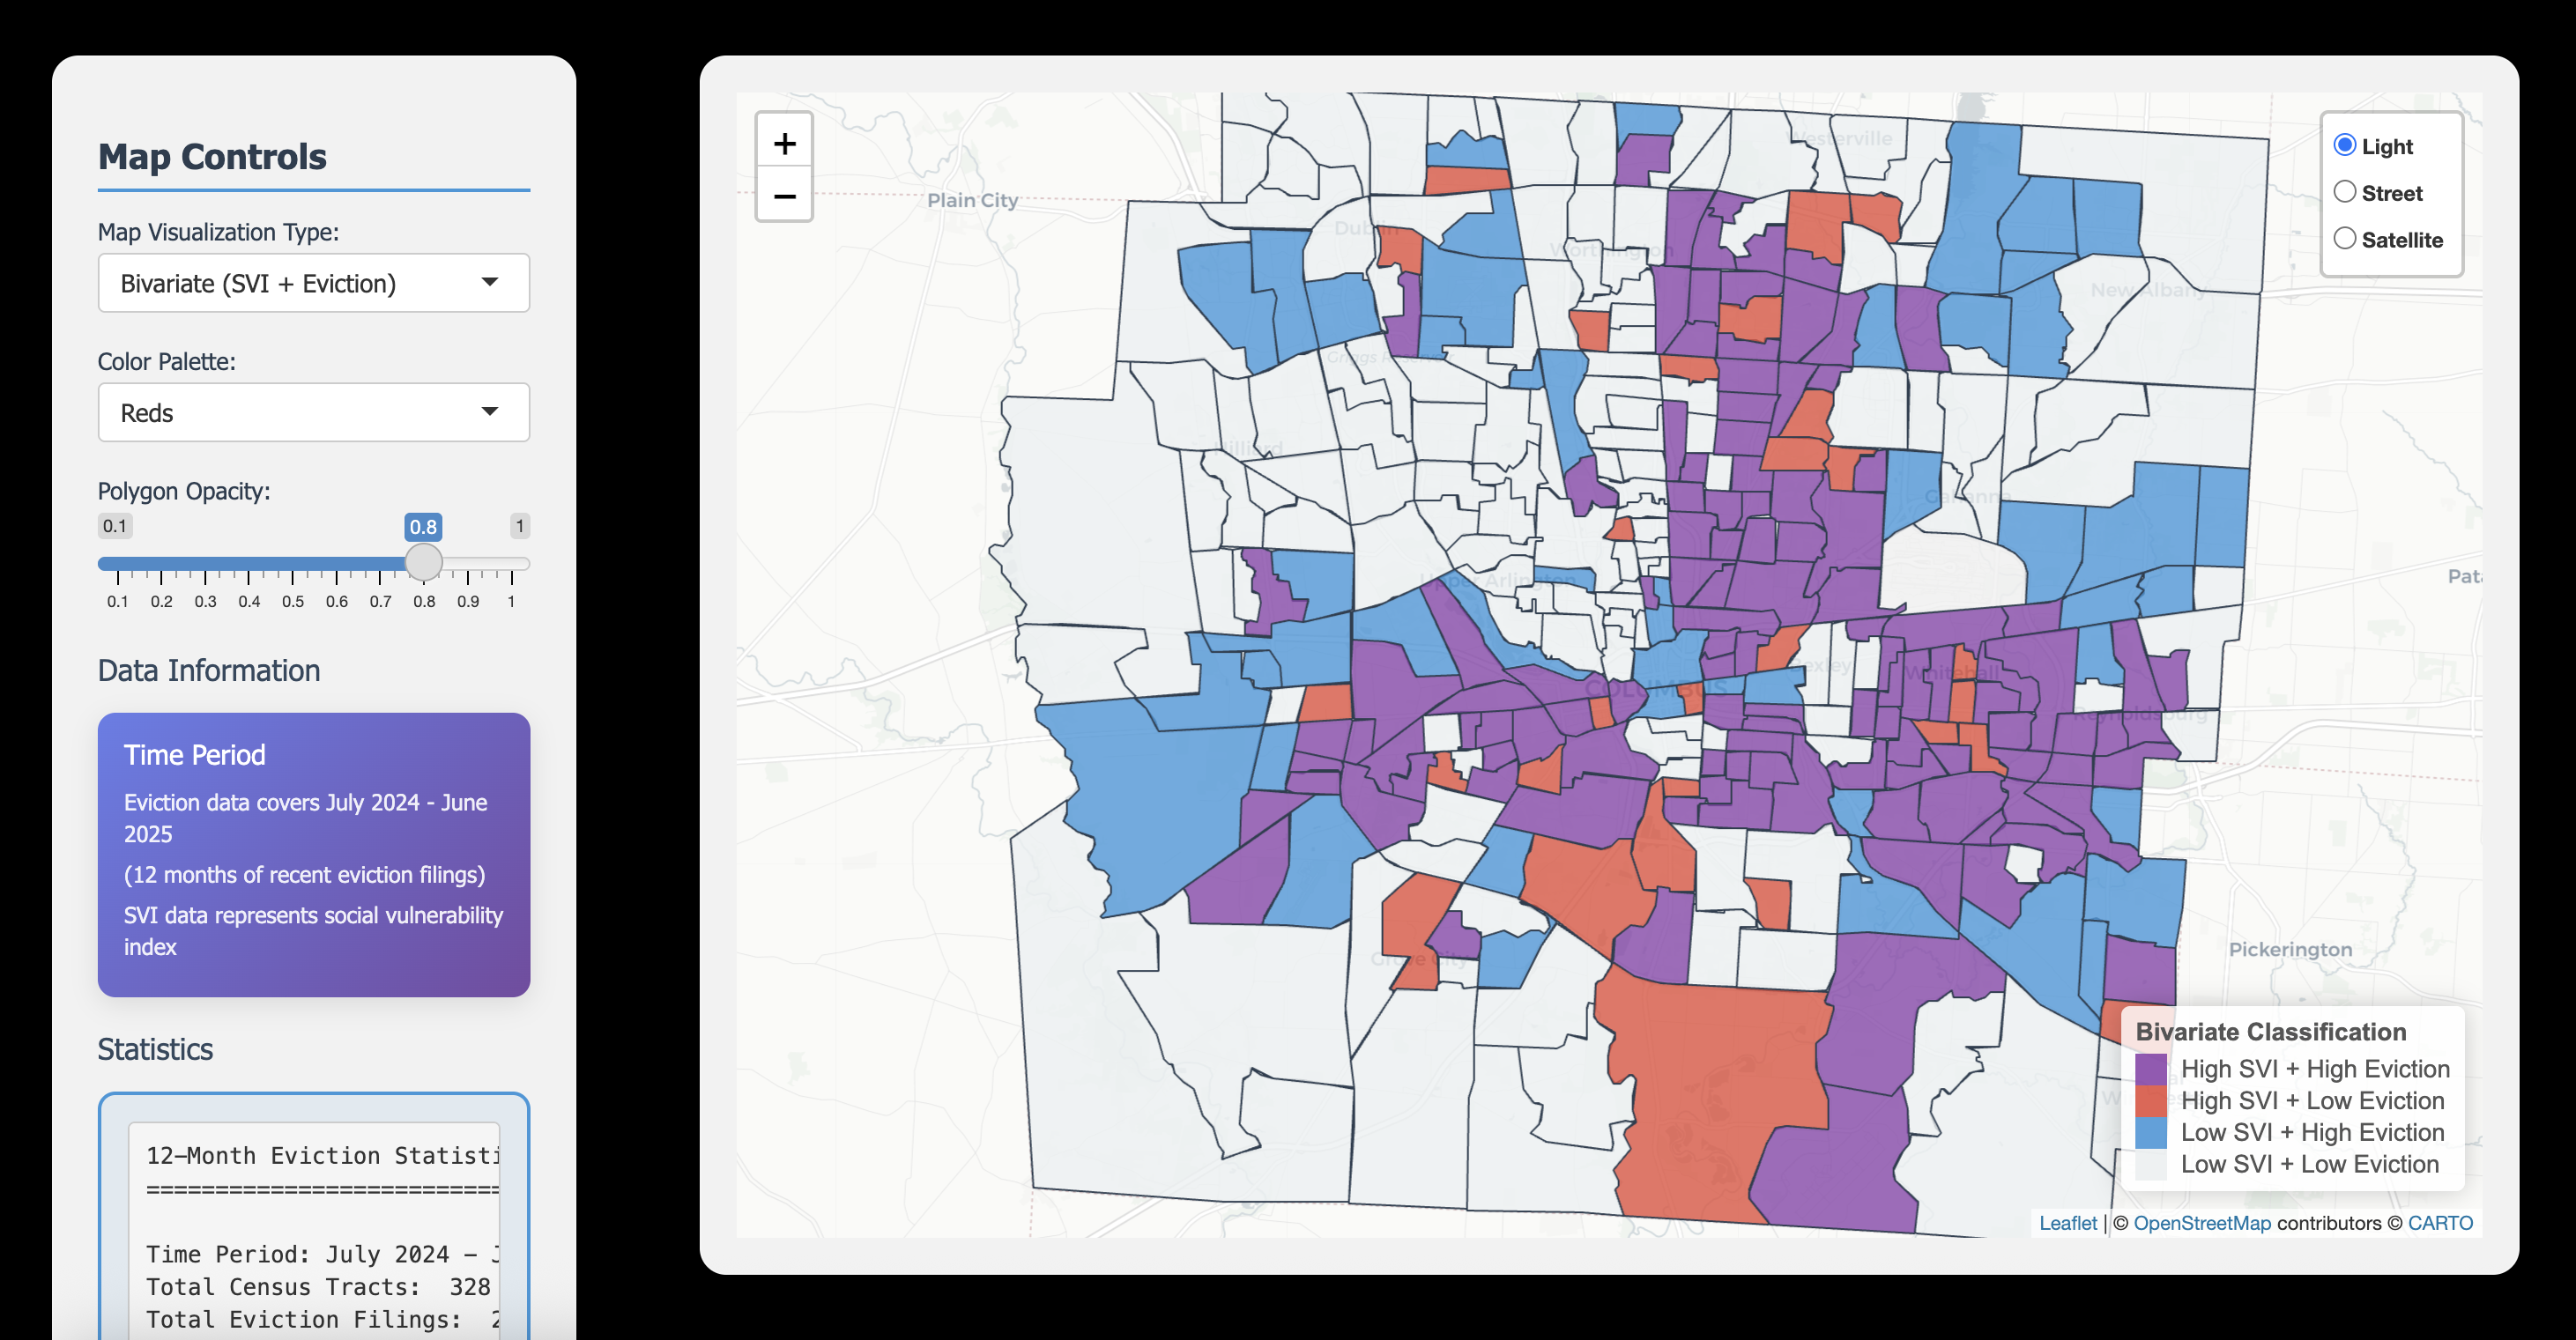 Map Controls
Map Visualization Type:
Bivariate (SVI + Eviction)
Color Palette:
Reds
Polygon Opacity:
0.1 0.8 1
0.1 0.2 0.3 0.4 0.5 0.6 0.7 0.8 0.9 1
Data Information
Time Period
Eviction data covers July 2024 - June
2025
(12 months of recent eviction filings)
SVI data represents social vulnerability
index
Statistics
12-Month Eviction
===========================
Time Period: July 2024 -
Total Census Tracts: 328
Total Eviction Filings:
+
−
Light
Street
Satellite
Westerville
Plain City
Dublin
Worthington
New Albany
Griggs
Hilliard
Gahanna
Upper Arlington
Bexley
Whitehall
COLUMBUS
Reynoldsburg
Grove City
Pickerington
Bivariate Classification
High SVI + High Eviction
High SVI + Low Eviction
Low SVI + High Eviction
Low SVI + Low Eviction
Leaflet | © OpenStreetMap contributors © CARTO